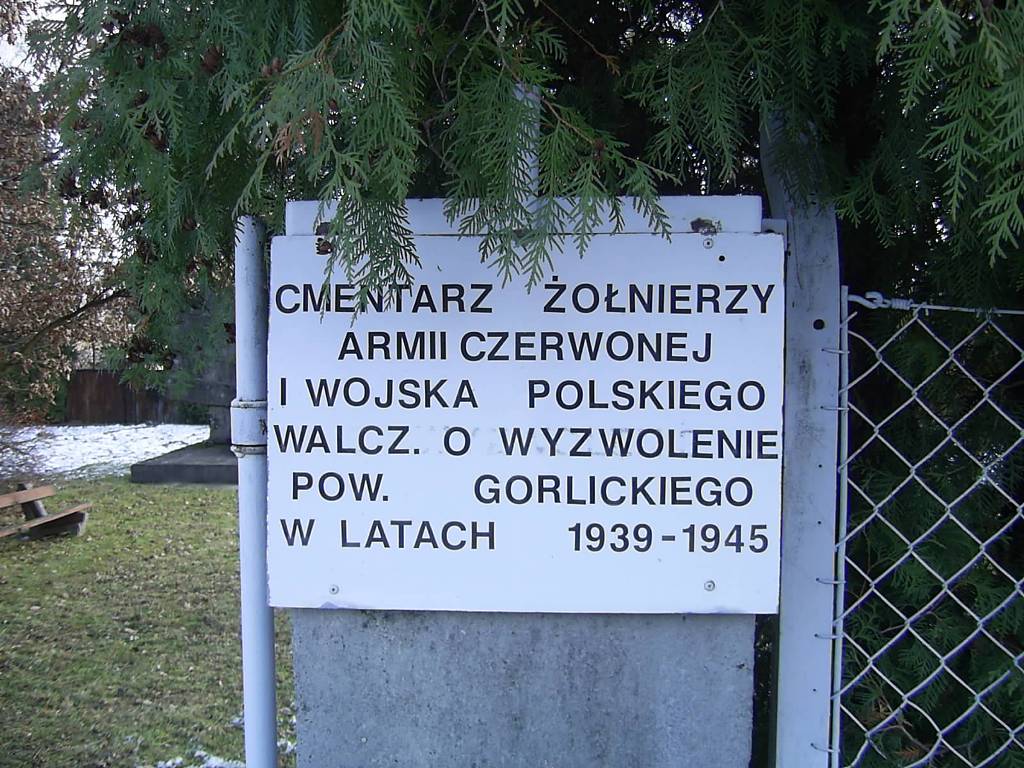 CMENTARZ ŻOŁNIERZY
ARMII CZERWONEJ
I WOJSKA POLSKIEGO
WALCZ. O WYZWOLENIE
POW. GORLICKIEGO
W LATACH 1939-1945